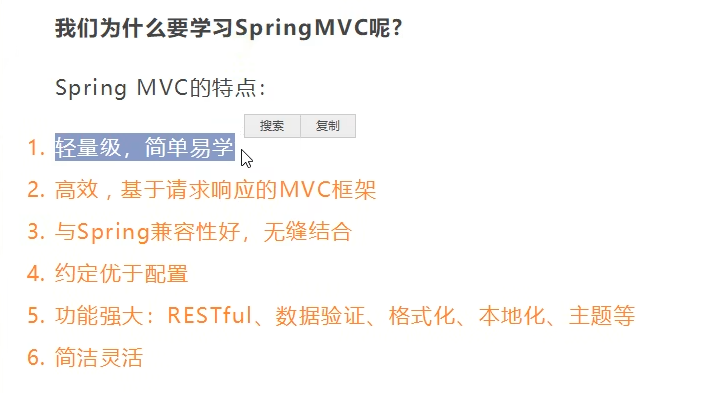 我们为什么要学习SpringMVC呢?
Spring MVC的特点：
搜索 复制
1. 轻量级，简单易学
2. 高效 , 基于请求响应的MVC框架
3. 与Spring兼容性好，无缝结合
4. 约定优于配置
5. 功能强大：RESTful、数据验证、格式化、本地化、主题等
6. 简洁灵活